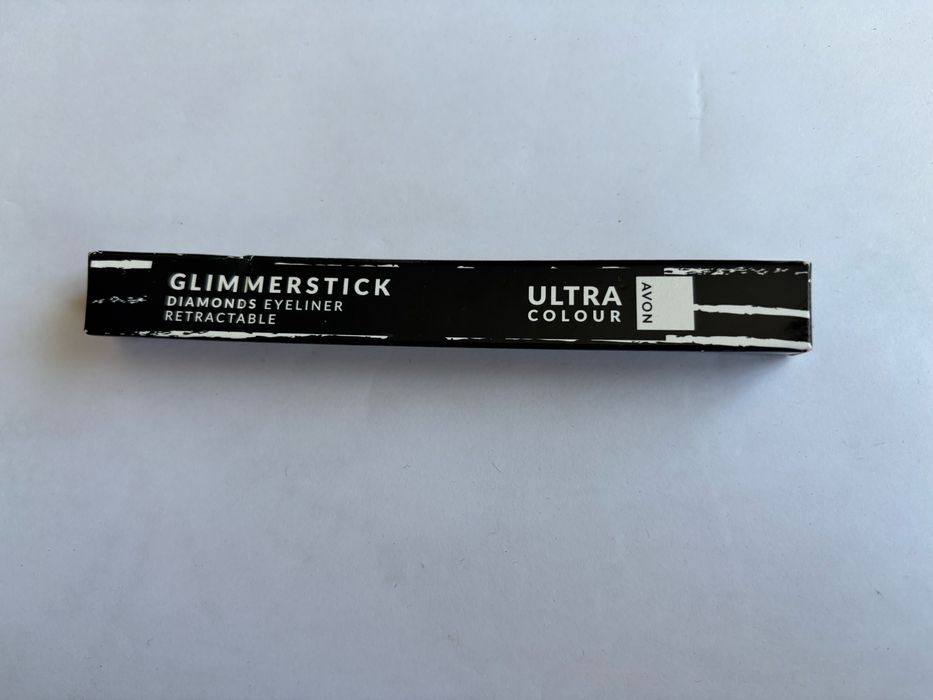 GLIMMERSTICK
DIAMONDS EYELINER
RETRACTABLE
ULTRA
COLOUR
AVON